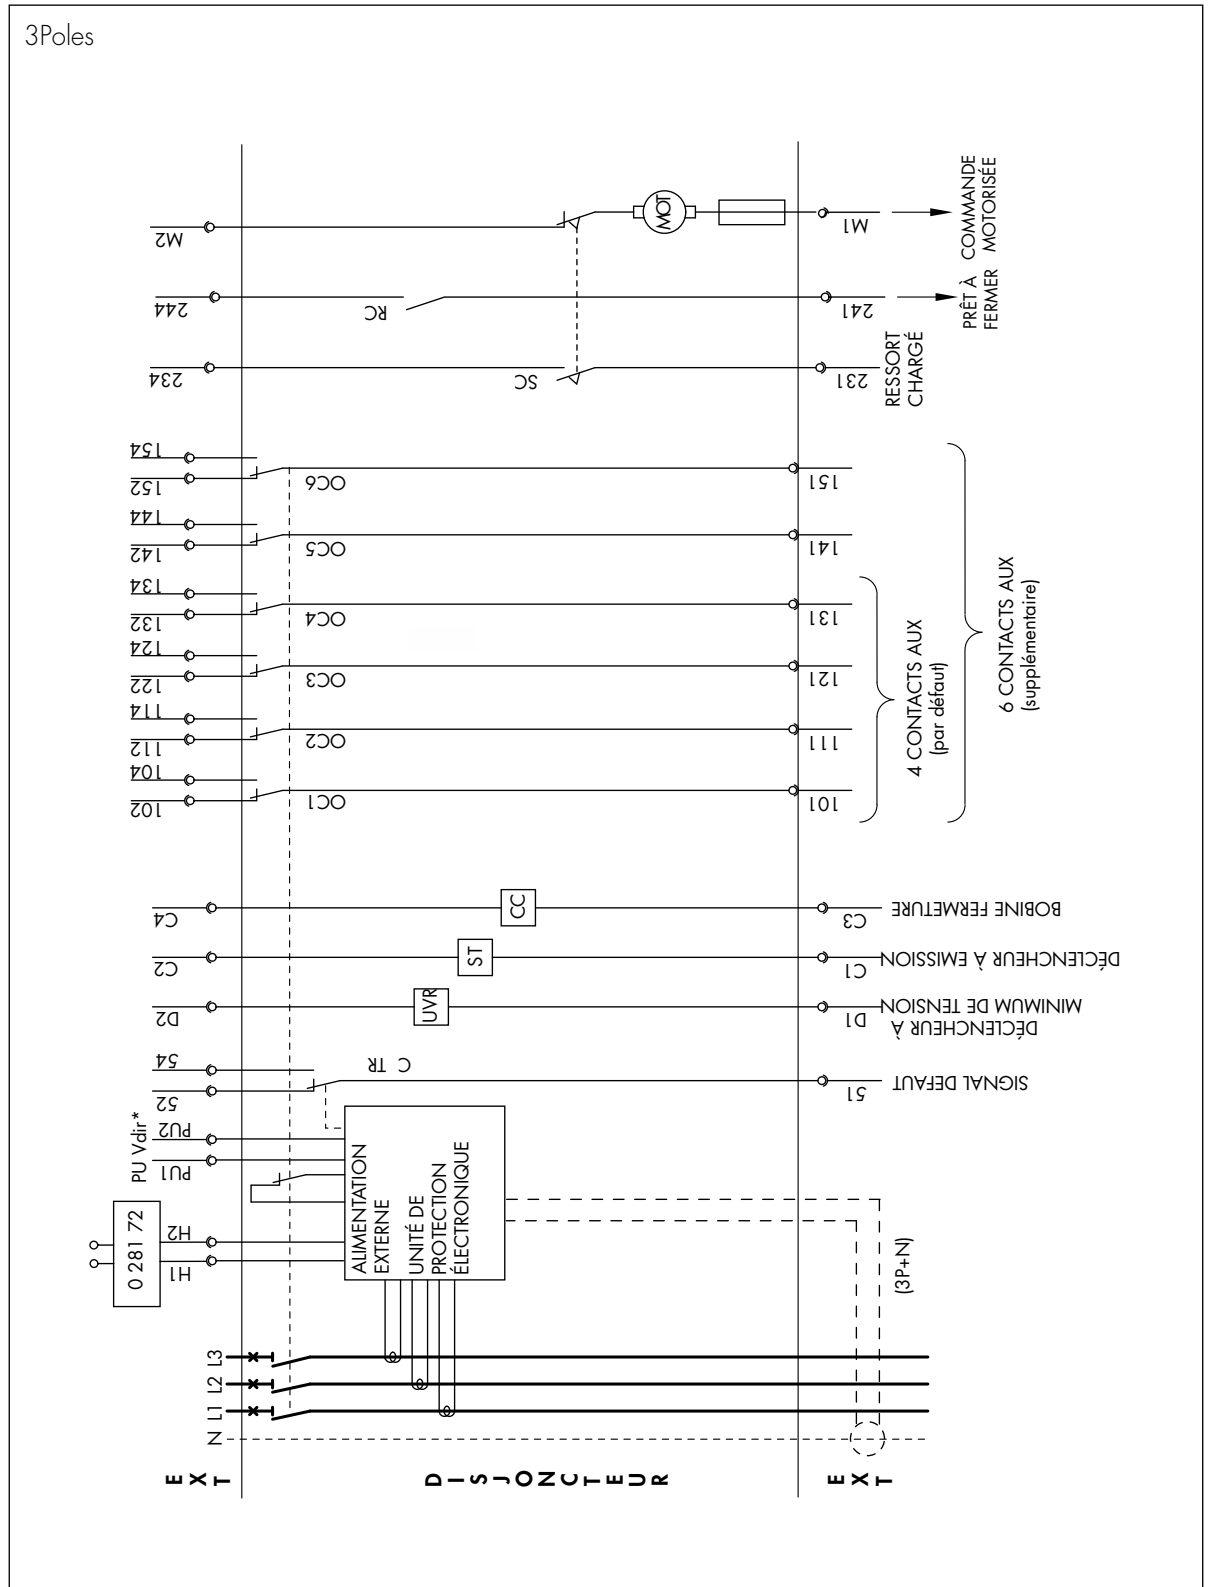 3Poles
M2
MOT
M1
COMMANDE
MOTORISÉE
244
RC
241
PRÊT À
FERMER
234
SC
231
RESSORT
CHARGÉ
154
152
OC6
151
144
142
OC5
141
134
132
OC4
131
124
122
OC3
121
114
112
OC2
111
104
102
OC1
101
4 CONTACTS AUX
(par défaut)
6 CONTACTS AUX
(supplémentaire)
C4
CC
C3
BOBINE FERMETURE
C2
ST
C1
DÉCLENCHEUR À EMISSION
D2
UVR
D1
DÉCLENCHEUR À
MINIMUM DE TENSION
54
52
C TR
51
SIGNAL DEFAUT
PU Vdir*
PU2
PU1
0 281 72
H2
H1
ALIMENTATION
EXTERNE
UNITÉ DE
PROTECTION
ÉLECTRONIQUE
(3P+N)
L3
L2
L1
N
EXT
DISJONCTEUR
EXT